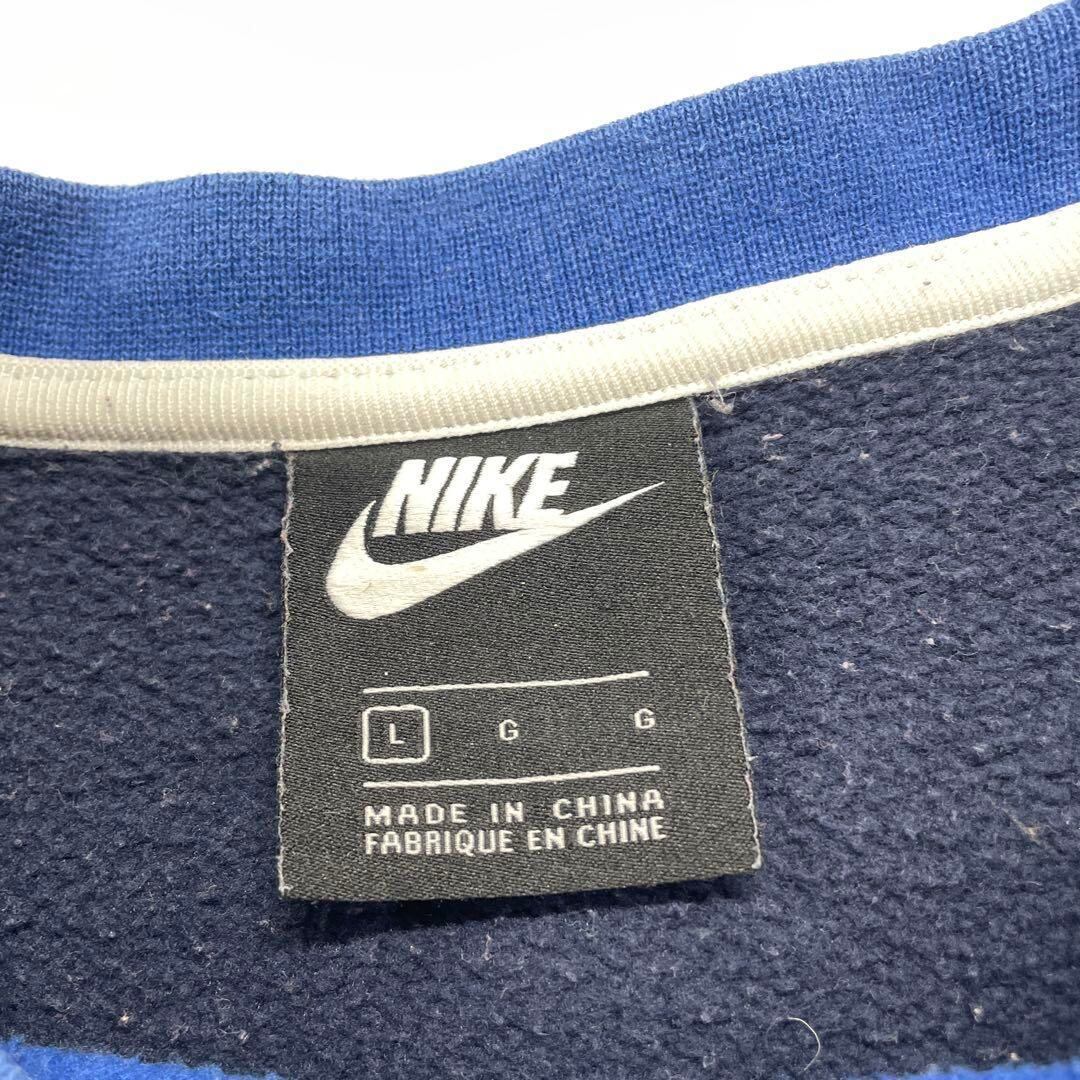 NIKE
L G G
MADE IN CHINA
FABRIQUE EN CHINE